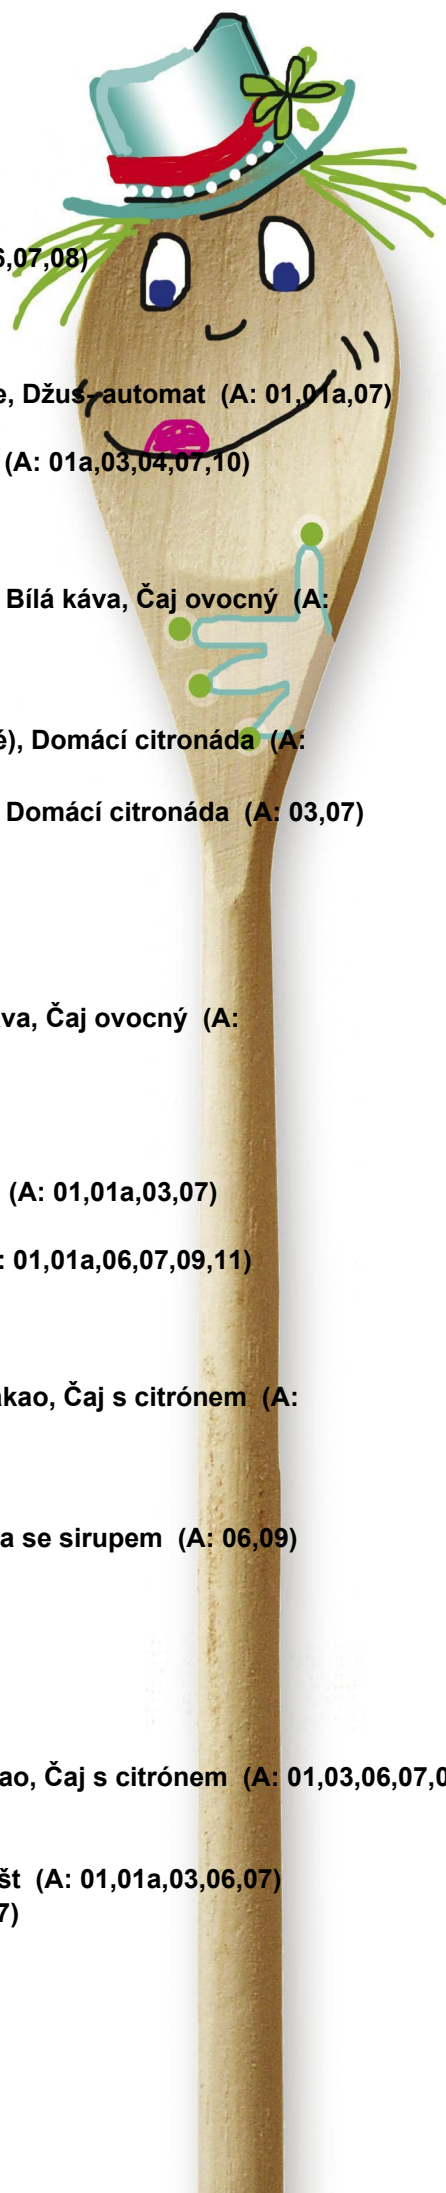 6,07,08)
e, Džus- automat (A: 01,01a,07)
(A: 01a,03,04,07,10)
Bílá káva, Čaj ovocný (A:
é), Domácí citronáda (A:
Domácí citronáda (A: 03,07)
va, Čaj ovocný (A:
(A: 01,01a,03,07)
: 01,01a,06,07,09,11)
akao, Čaj s citrónem (A:
a se sirupem (A: 06,09)
ao, Čaj s citrónem (A: 01,03,06,07,0
št (A: 01,01a,03,06,07)
7)